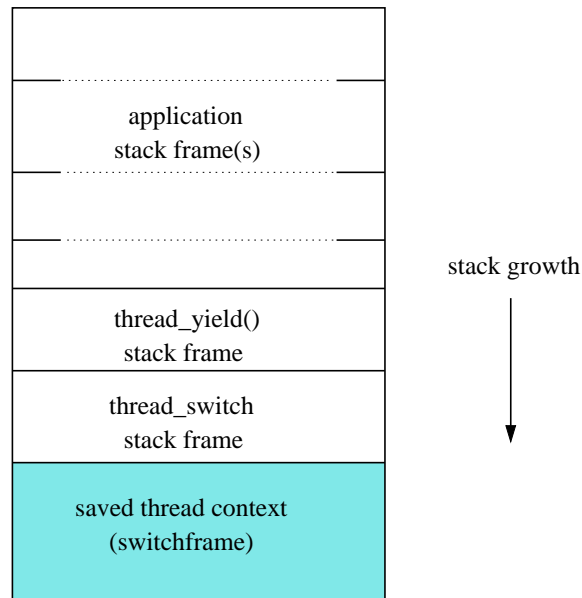 application
stack frame(s)
stack growth
thread_yield()
stack frame
thread_switch
stack frame
saved thread context
(switchframe)